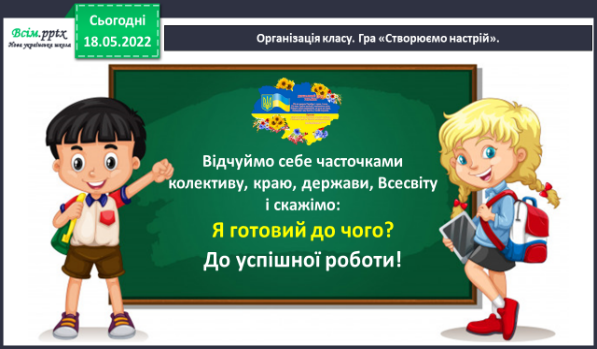 Всім.pptx
Нова українська школа
Сьогодні
18.05.2022
Організація класу. Гра «Створюємо настрій».
Відчуймо себе часточками
колективу, краю, держави, Всесвіту
і скажімо:
Я готовий до чого?
До успішної роботи!